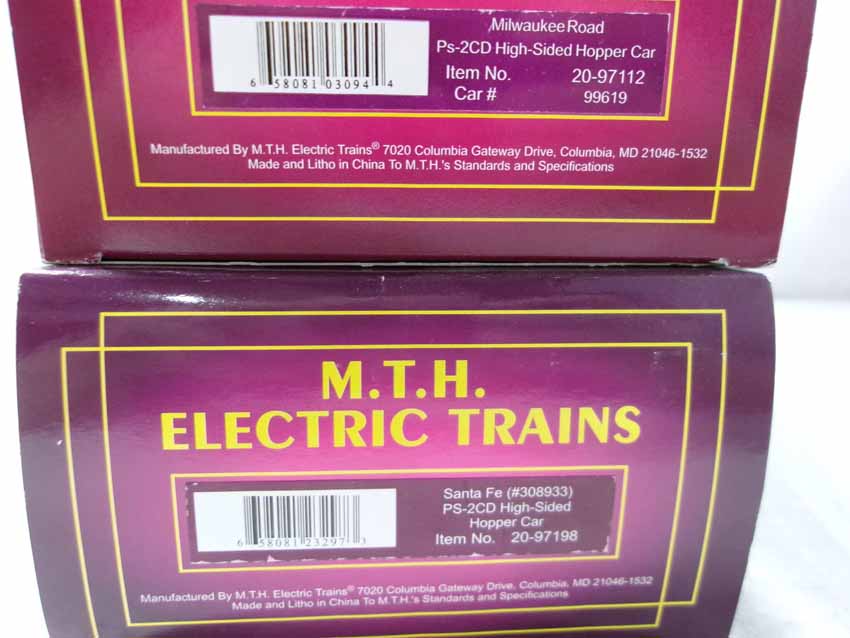 Milwaukee Road
Ps-2CD High-Sided Hopper Car
Item No. 20-97112
Car # 99619
6 58081 03094 4
Manufactured By M.T.H. Electric Trains® 7020 Columbia Gateway Drive, Columbia, MD 21046-1532
Made and Litho in China To M.T.H.'s Standards and Specifications
M.T.H.
ELECTRIC TRAINS
Santa Fe (#308933)
PS-2CD High-Sided
Hopper Car
Item No. 20-97198
6 58081 23297 3
Manufactured By M.T.H. Electric Trains® 7020 Columbia Gateway Drive, Columbia, MD 21046-1532
Made and Litho in China To M.T.H.'s Standards and Specifications